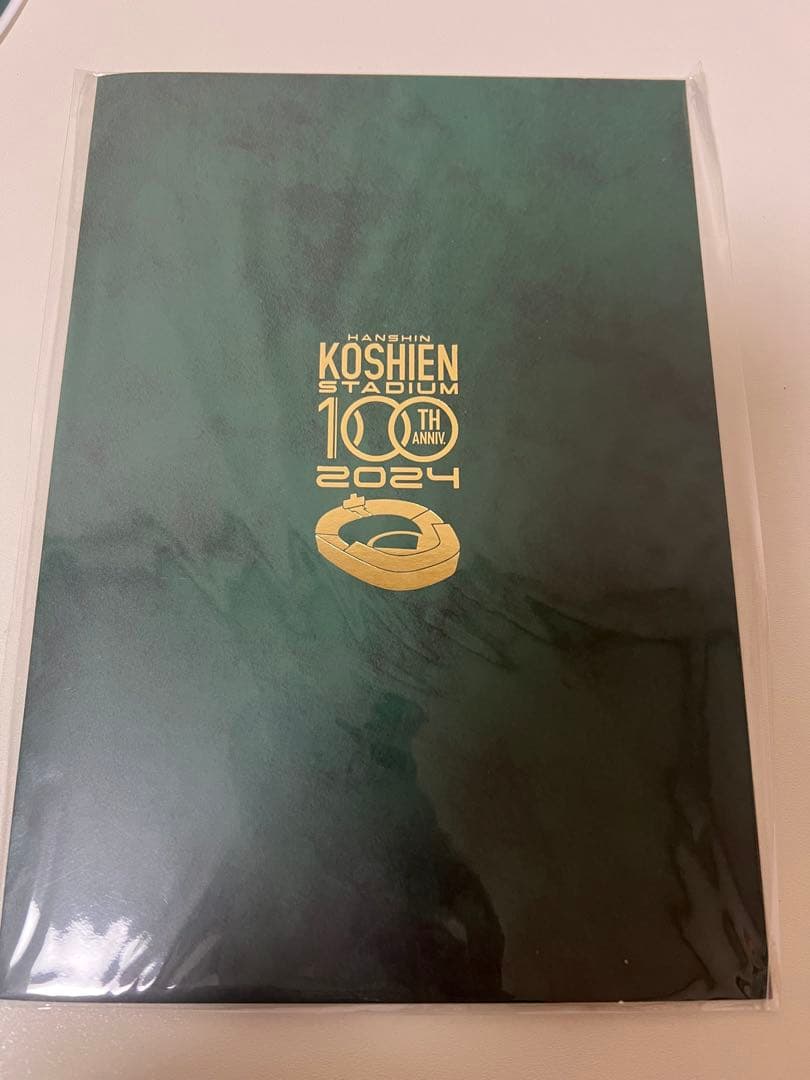 HANSHIN
KOSHIEN
STADIUM
100TH
ANNIV.
2024